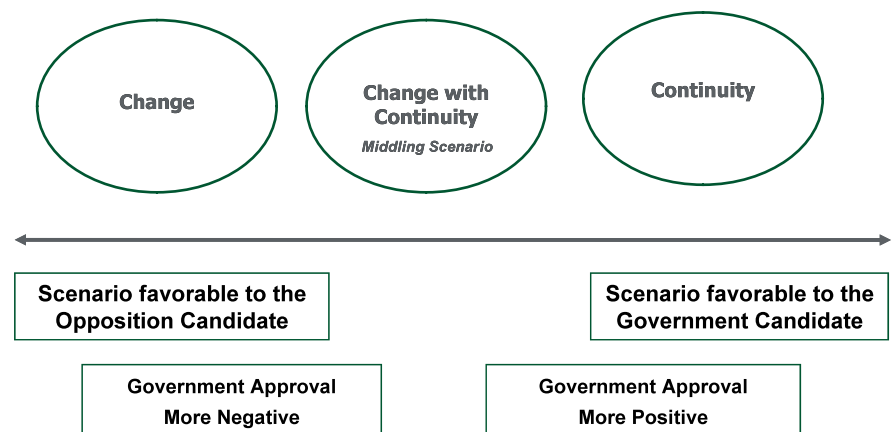 Change
Change with
Continuity
Middling Scenario
Continuity
Scenario favorable to the
Opposition Candidate
Scenario favorable to the
Government Candidate
Government Approval
More Negative
Government Approval
More Positive